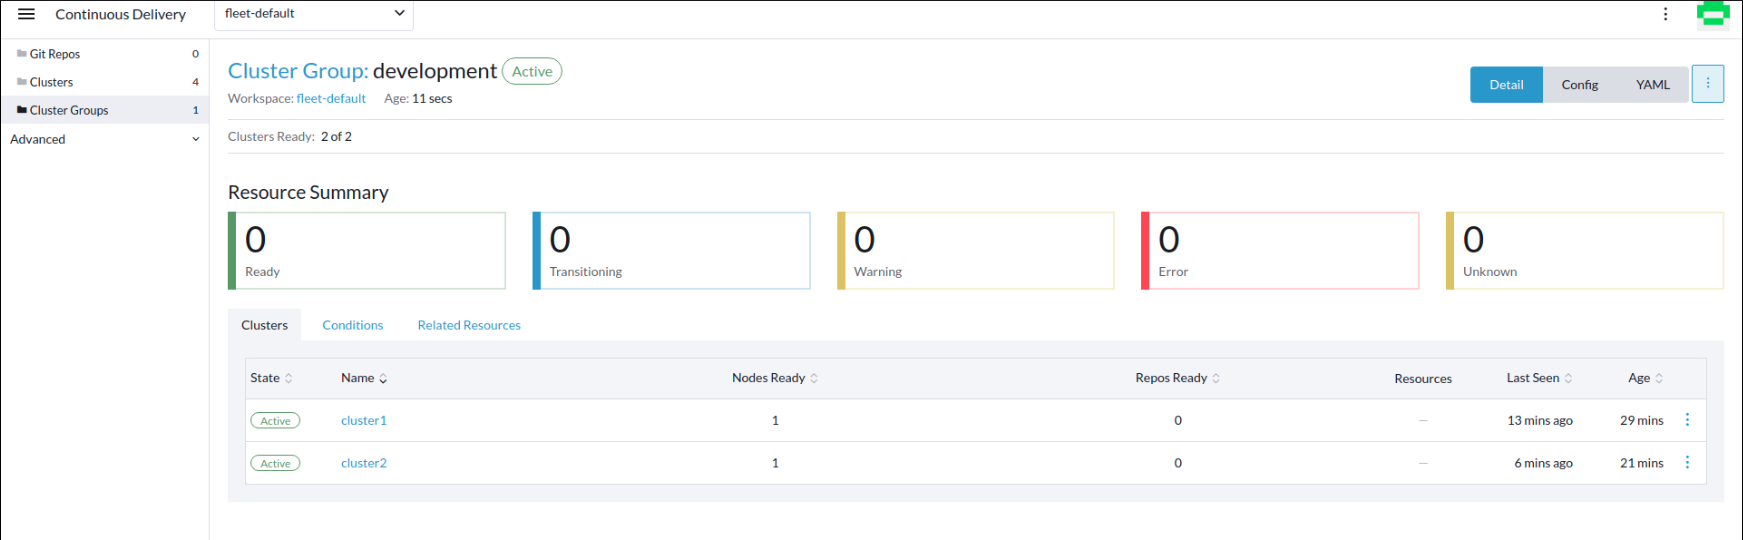 Continuous Delivery fleet-default
Git Repos 0
Clusters 4
Cluster Groups 1
Advanced
Cluster Group: development Active
Workspace: fleet-default Age: 11 secs
Detail Config YAML
Clusters Ready: 2 of 2
Resource Summary
0 0 0 0 0
Ready Transitioning Warning Error Unknown
Clusters Conditions Related Resources
State Name Nodes Ready Repos Ready Resources Last Seen Age
Active cluster1 1 0 — 13 mins ago 29 mins
Active cluster2 1 0 — 6 mins ago 21 mins